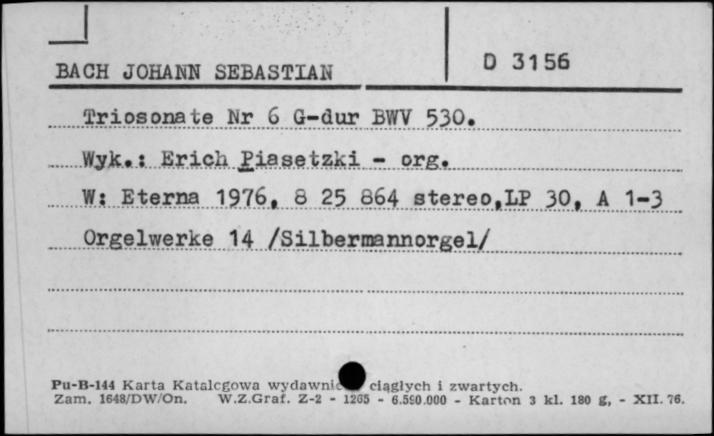 D 3156
BACH JOHANN SEBASTIAN
Triosonate Nr 6 G-dur BWV 530.
Wyk.: Erich Piasetzki - org.
W: Eterna 1976, 8 25 864 stereo,LP 30, A 1-3
Orgelwerke 14 /Silbermannorgel/
Pu-B-144 Karta Katalogowa ciągłych i zwartych.
Zam. 1648/DW/On. W.Z.Graf. Z-2 - 1265 - 6.590.000 - Karton 3 kl. 180 g, - XII. 76.